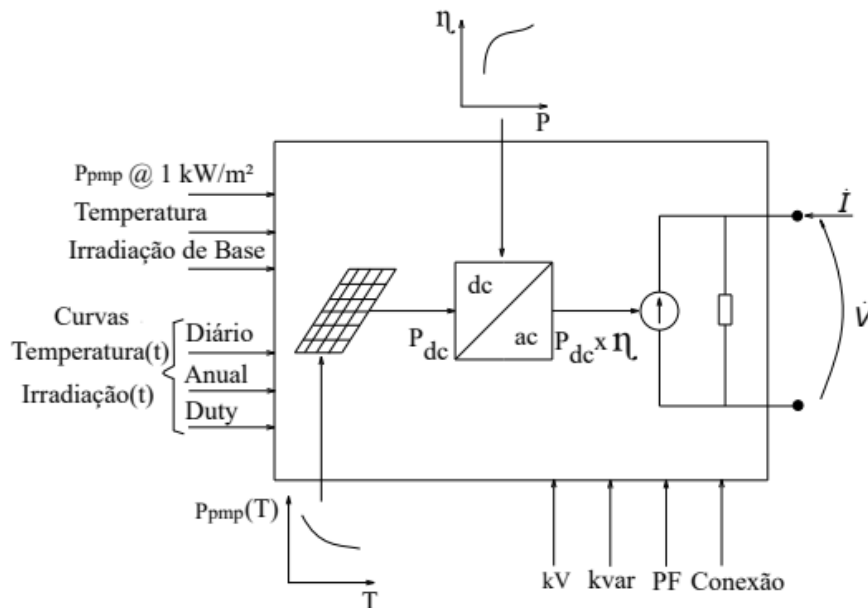 η
P
Ppmp @ 1 kW/m²
Temperatura
Irradiação de Base
Curvas
Temperatura(t)
Irradiação(t)
Diário
Anual
Duty
dc
ac
Pdc
Pdc x η
İ
V̇
Ppmp(T)
T
kV
kvar
PF
Conexão